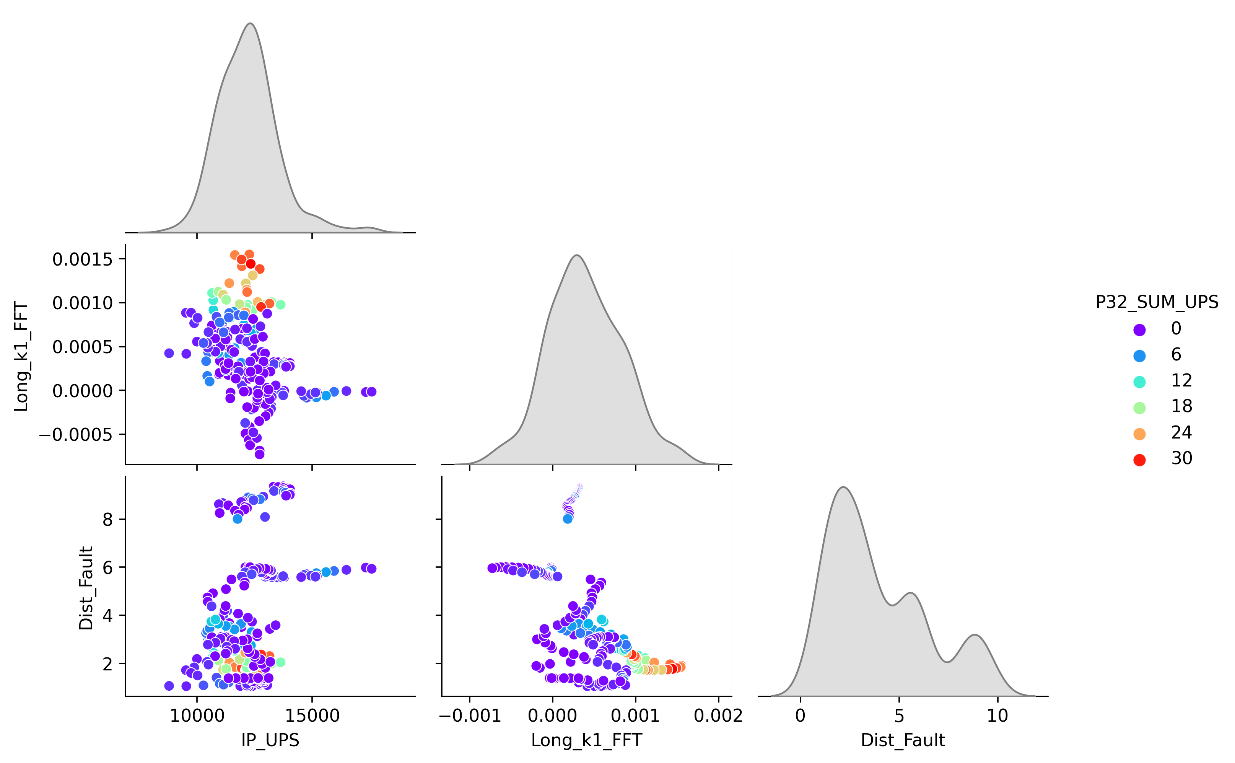 0.0015
0.0010
0.0005
0.0000
−0.0005
Long_k1_FFT
P32_SUM_UPS
0
6
12
18
24
30
8
6
4
2
Dist_Fault
10000 15000
IP_UPS
−0.001 0.000 0.001 0.002
Long_k1_FFT
0 5 10
Dist_Fault